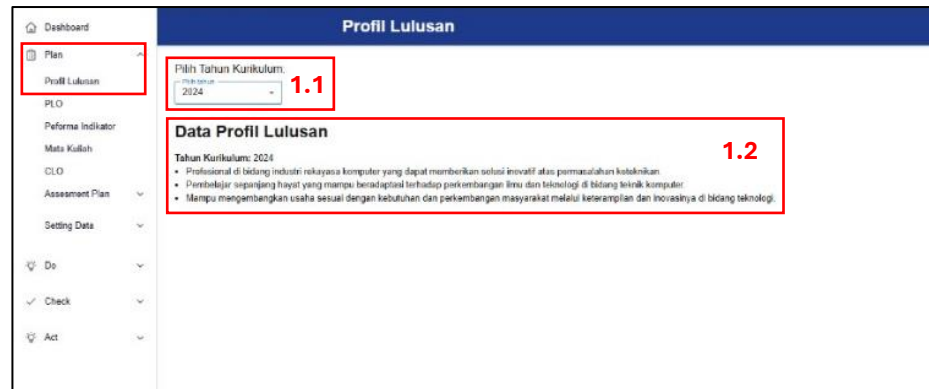 Profil Lulusan
Dashboard
Plan
Profil Lulusan
PLO
Peforma Indikator
Mata Kuliah
CLO
Assesment Plan
Setting Data
Do
Check
Act
Pilih Tahun Kurikulum:
Pilih tahun
2024
1.1
Data Profil Lulusan
1.2
Tahun Kurikulum: 2024
• Profesional di bidang industri rekayasa komputer yang dapat memberikan solusi inovatif atas permasalahan keteknikan.
• Pembelajar sepanjang hayat yang mampu beradaptasi terhadap perkembangan ilmu dan teknologi di bidang teknik komputer.
• Mampu mengembangkan usaha sesuai dengan kebutuhan dan perkembangan masyarakat melalui keterampilan dan inovasinya di bidang teknologi.